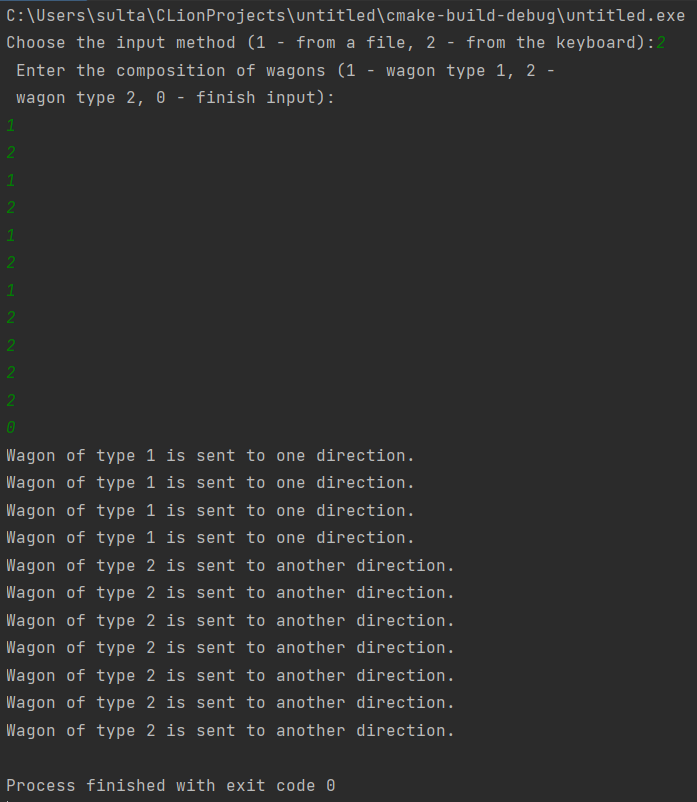 C:\Users\sulta\CLionProjects\untitled\cmake-build-debug\untitled.exe
Choose the input method (1 - from a file, 2 - from the keyboard):2
 Enter the composition of wagons (1 - wagon type 1, 2 -
 wagon type 2, 0 - finish input):
1
2
1
2
1
2
1
2
2
2
2
0
Wagon of type 1 is sent to one direction.
Wagon of type 1 is sent to one direction.
Wagon of type 1 is sent to one direction.
Wagon of type 1 is sent to one direction.
Wagon of type 2 is sent to another direction.
Wagon of type 2 is sent to another direction.
Wagon of type 2 is sent to another direction.
Wagon of type 2 is sent to another direction.
Wagon of type 2 is sent to another direction.
Wagon of type 2 is sent to another direction.
Wagon of type 2 is sent to another direction.

Process finished with exit code 0